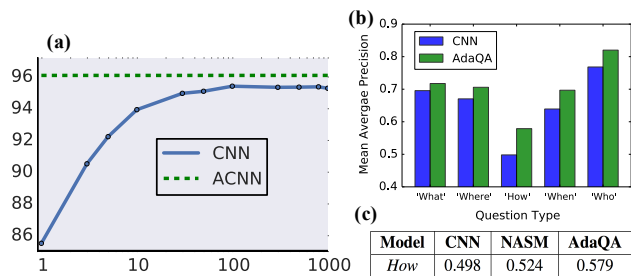 (a)
96
94
92
90
88
86
1
10
100
1000
CNN
ACNN
(b)
Mean Avergae Precision
0.9
0.8
0.7
0.6
0.5
0.4
CNN
AdaQA
'What' 'Where' 'How' 'When' 'Who'
Question Type
(c)
Model CNN NASM AdaQA
How 0.498 0.524 0.579